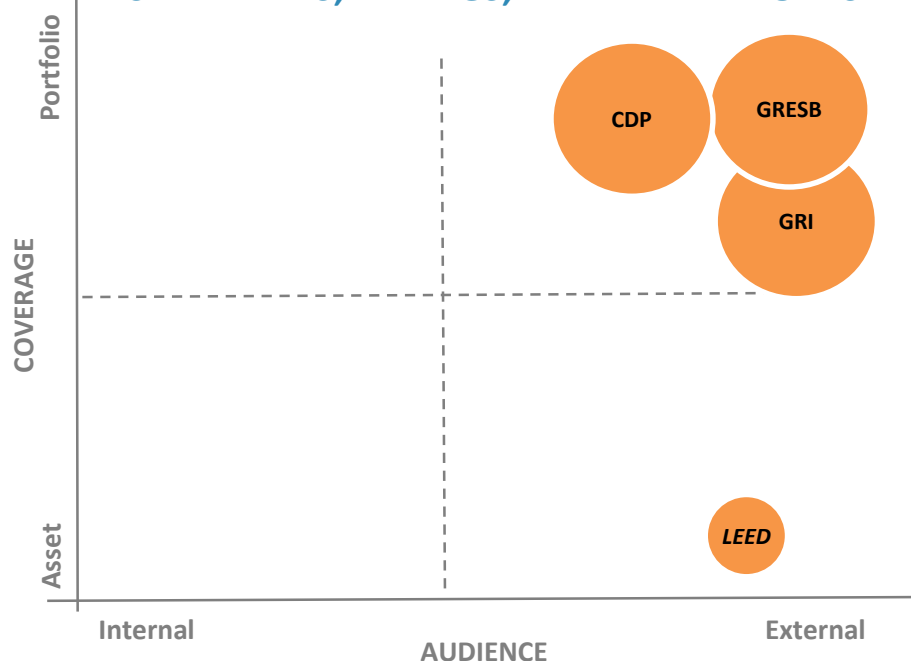 Portfolio
CDP
GRESB
GRI
COVERAGE
LEED
Asset
Internal
External
AUDIENCE